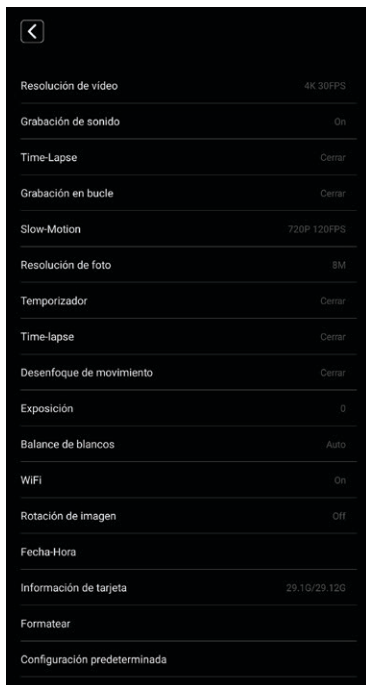 Resolución de vídeo 4K 30FPS
Grabación de sonido On
Time-Lapse Cerrar
Grabación en bucle Cerrar
Slow-Motion 720P 120FPS
Resolución de foto 8M
Temporizador Cerrar
Time-lapse Cerrar
Desenfoque de movimiento Cerrar
Exposición 0
Balance de blancos Auto
WiFi On
Rotación de imagen Off
Fecha-Hora
Información de tarjeta 29.1G/29.12G
Formatear
Configuración predeterminada